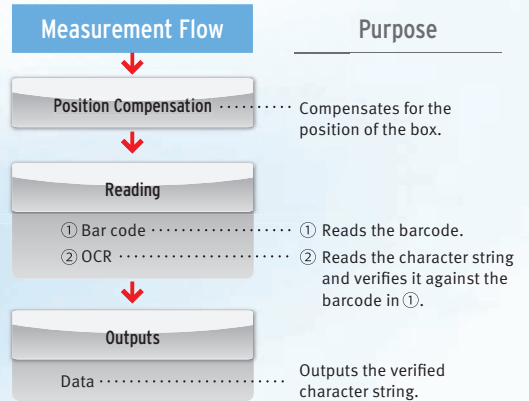 Measurement Flow Purpose
Position Compensation ·········· Compensates for the
position of the box.
Reading
① Bar code ·················· ① Reads the barcode.
② OCR ······················ ② Reads the character string
and verifies it against the
barcode in①.
Outputs
Data ························ Outputs the verified
character string.